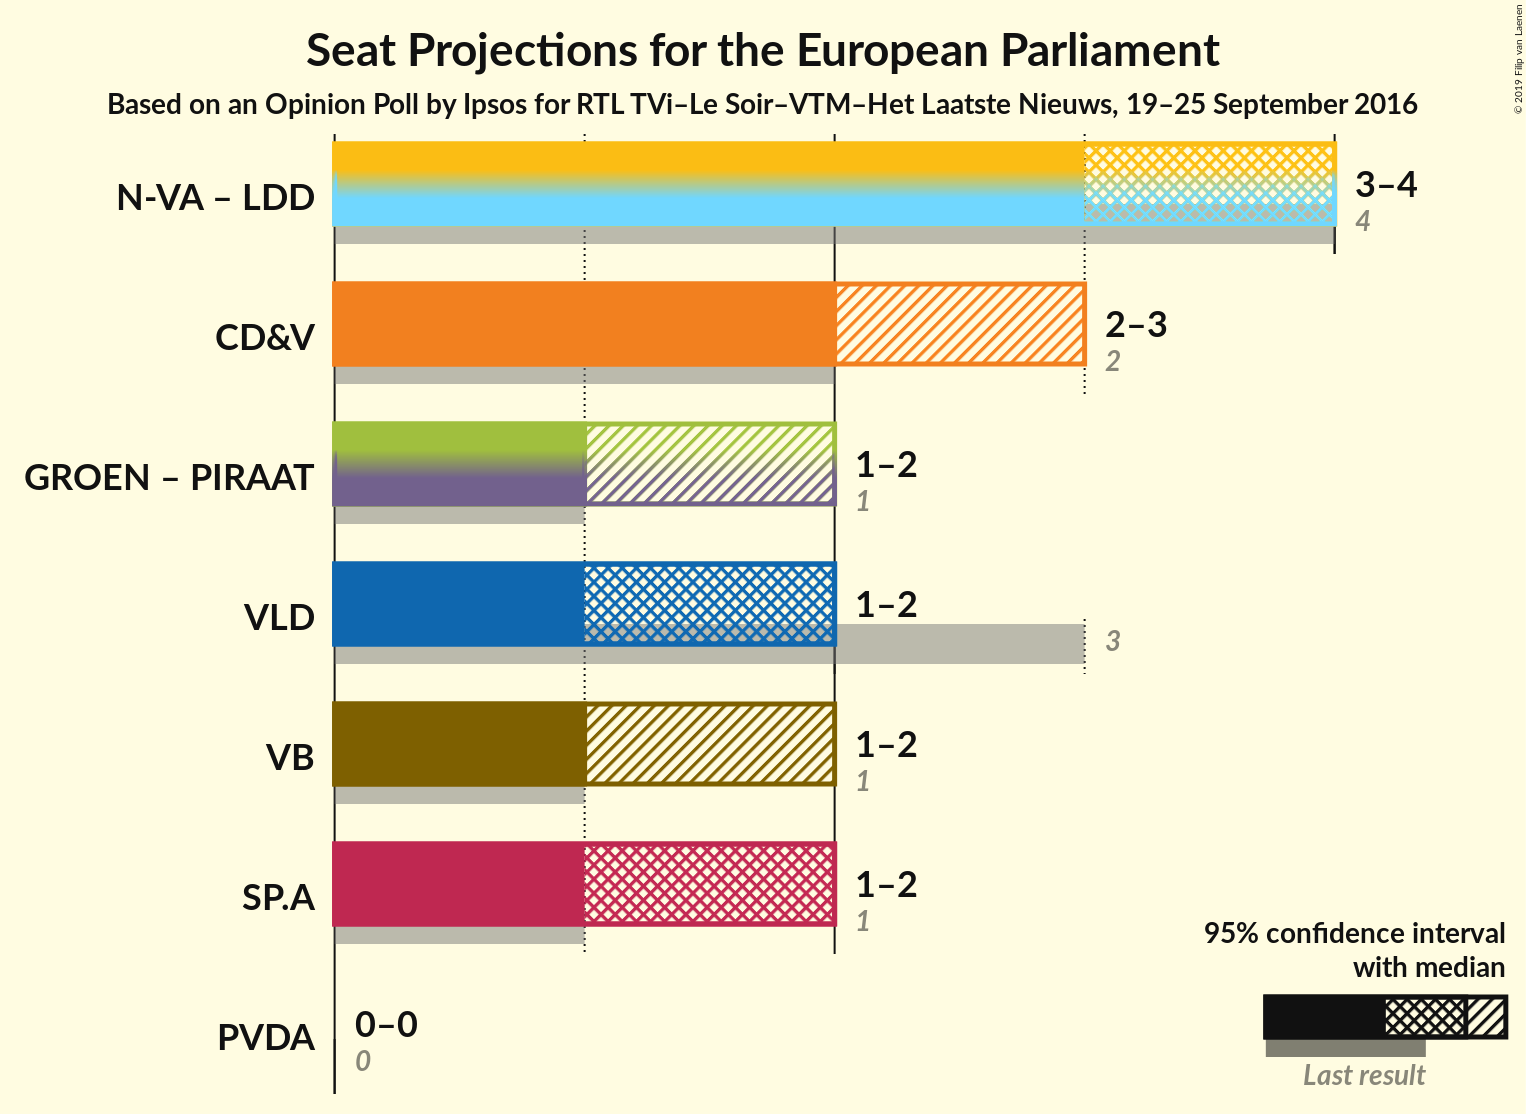 Seat Projections for the European Parliament
Based on an Opinion Poll by Ipsos for RTL TVi–Le Soir–VTM–Het Laatste Nieuws, 19–25 September 2016
© 2019 Filip van Laenen
N-VA – LDD
3–4
4
CD&V
2–3
2
GROEN – PIRAAT
1–2
1
VLD
1–2
3
VB
1–2
1
SP.A
1–2
1
PVDA
0–0
0
95% confidence interval
with median
Last result